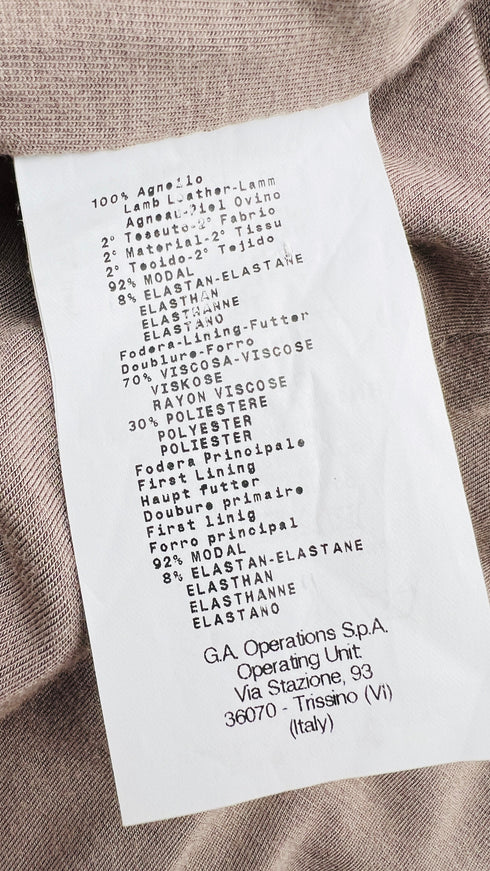 100% Agnello
Lamb Leather-Lamm
Agneau-Piel Ovino
2° Tessuto-2° Fabric
2° Material-2° Tissu
2° Tecido-2° Tejido
92% MODAL
8% ELASTAN-ELASTANE
ELASTHAN
ELASTHANNE
ELASTANO
Fodera-Lining-Futter
Doublure-Forro
70% VISCOSA-VISCOSE
VISKOSE
RAYON VISCOSE
30% POLIESTERE
POLYESTER
POLIESTER
Fodera Principale
First Lining
Haupt futter
Doubure primaire
First linig
Forro principal
92% MODAL
8% ELASTAN-ELASTANE
ELASTHAN
ELASTHANNE
ELASTANO
G.A. Operations S.p.A.
Operating Unit:
Via Stazione, 93
36070 - Trissino (VI)
(Italy)